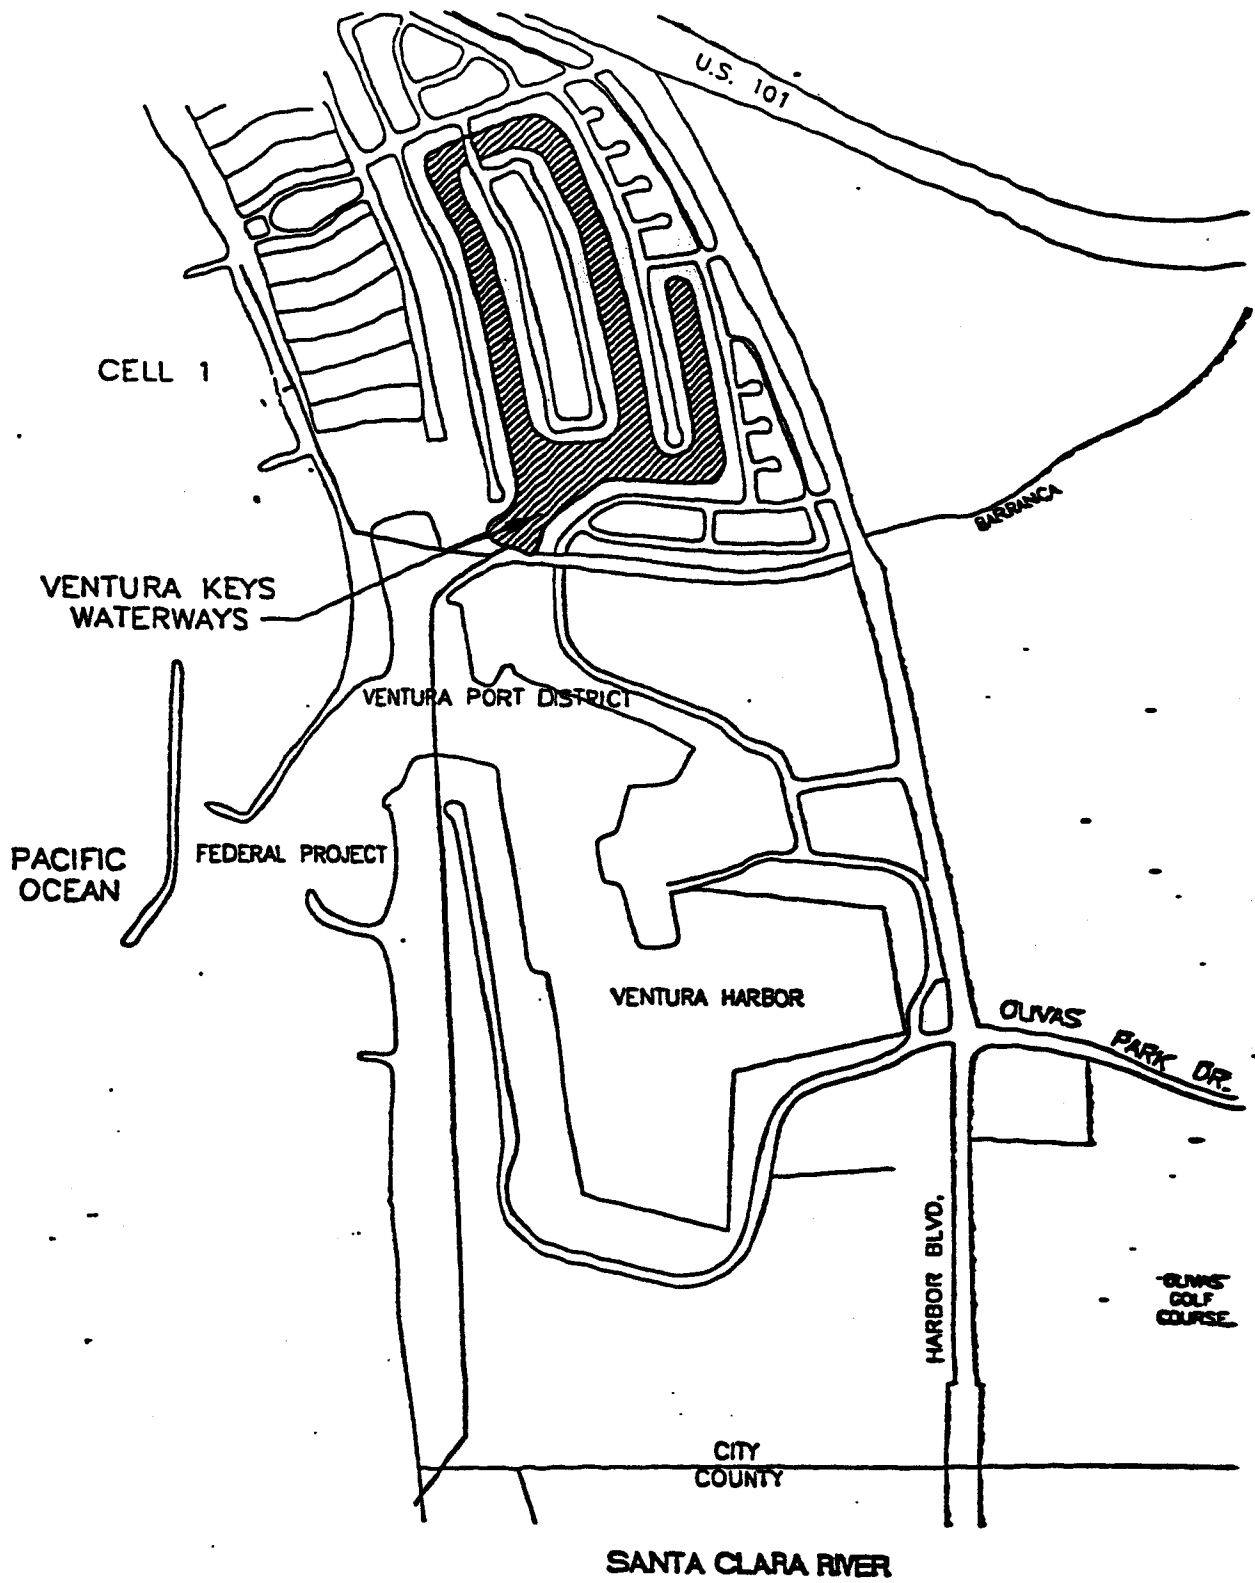 U.S. 101
CELL 1
BARRANCA
VENTURA KEYS
WATERWAYS
VENTURA PORT DISTRICT
PACIFIC
OCEAN
FEDERAL PROJECT
VENTURA HARBOR
OLIVAS
PARK DR.
HARBOR BLVD.
OLIVAS
GOLF
COURSE
CITY
COUNTY
SANTA CLARA RIVER